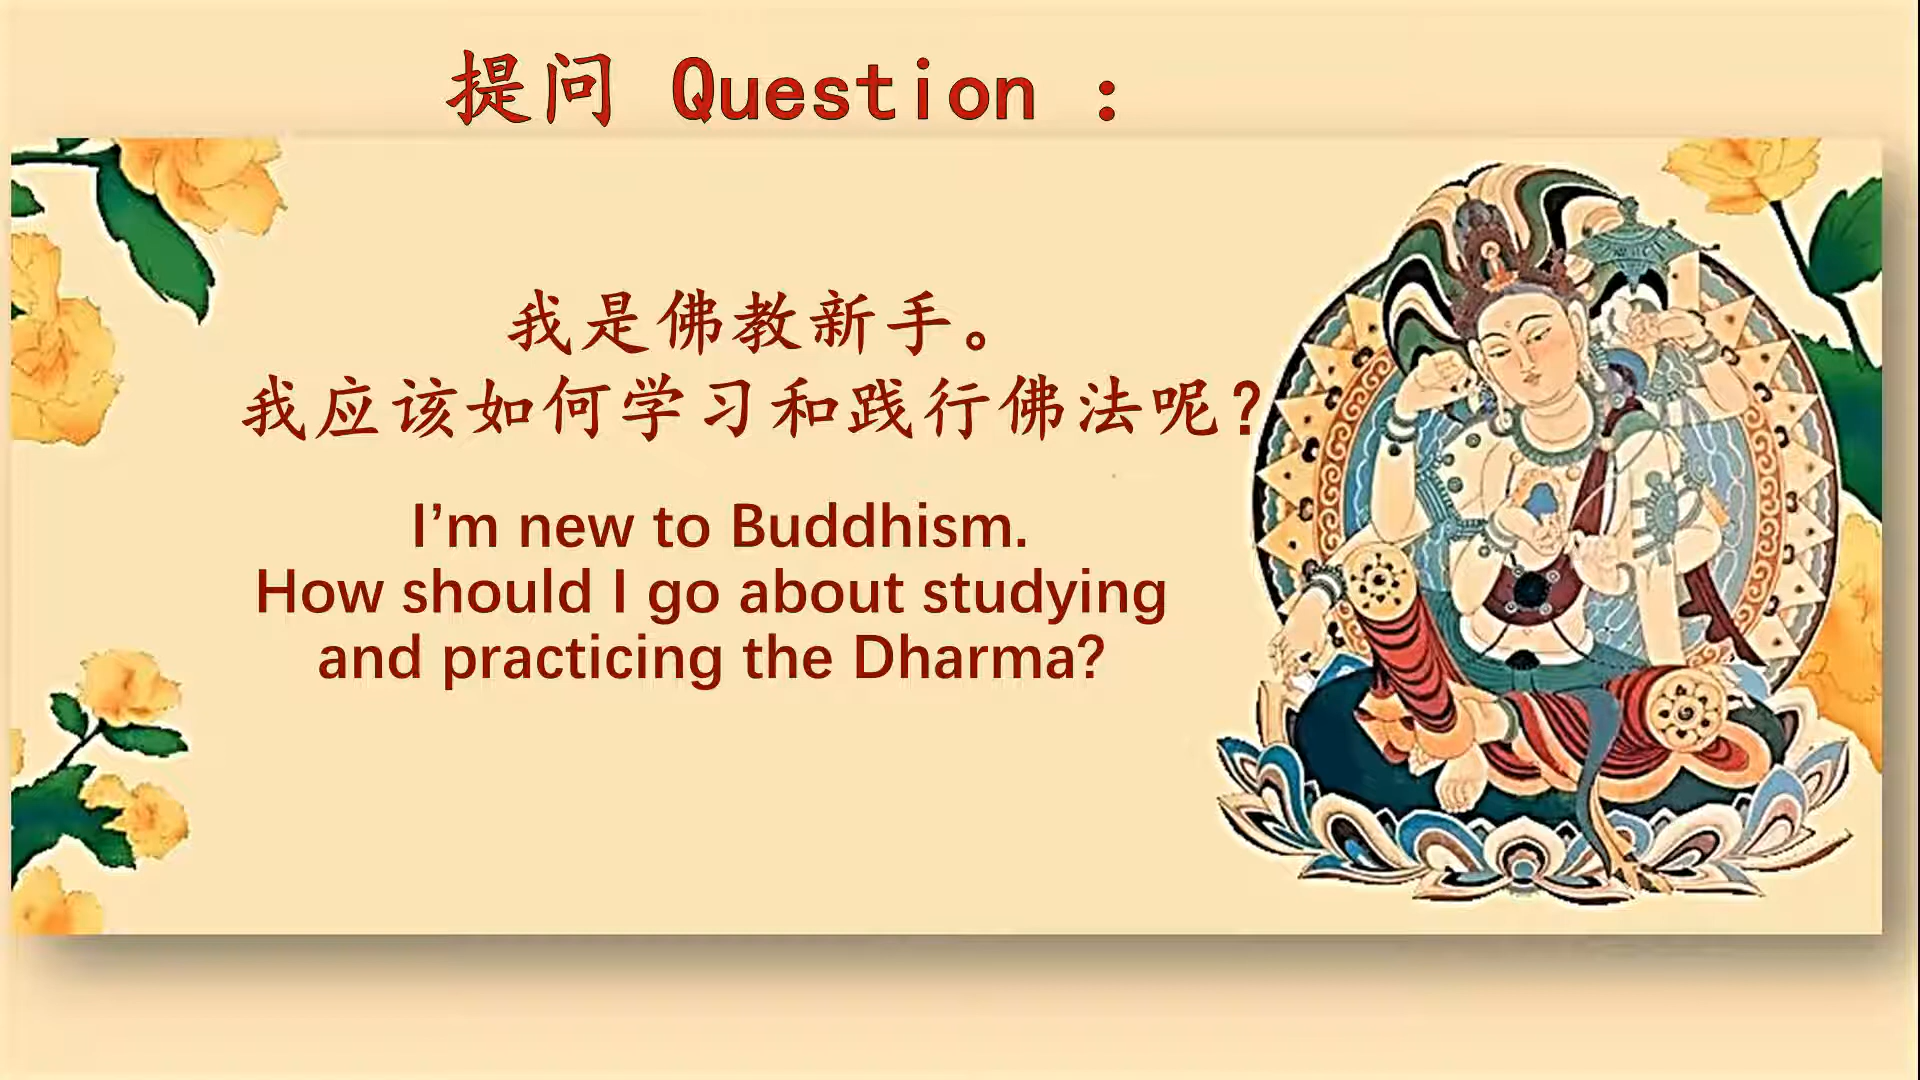 提问 Question ：
我是佛教新手。
我应该如何学习和践行佛法呢？
I’m new to Buddhism.
How should I go about studying
and practicing the Dharma?